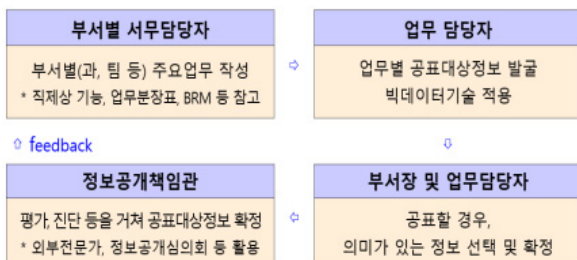 부서별 서무담당자
부서별(과, 팀 등) 주요업무 작성
* 직제상 기능, 업무분장표, BRM 등 참고
⇨
업무 담당자
업무별 공표대상정보 발굴
빅데이터기술 적용
⇧ feedback
⇩
정보공개책임관
평가, 진단 등을 거쳐 공표대상정보 확정
* 외부전문가, 정보공개심의회 등 활용
⇦
부서장 및 업무담당자
공표할 경우,
의미가 있는 정보 선택 및 확정